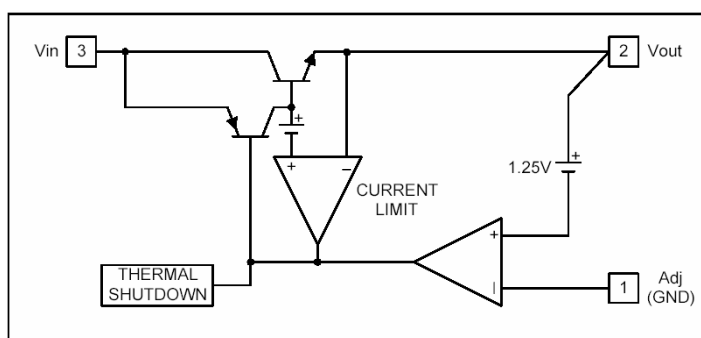 Vin 3
2 Vout
+
+ −
CURRENT
LIMIT
1.25V +
+
−
THERMAL
SHUTDOWN
1 Adj
(GND)